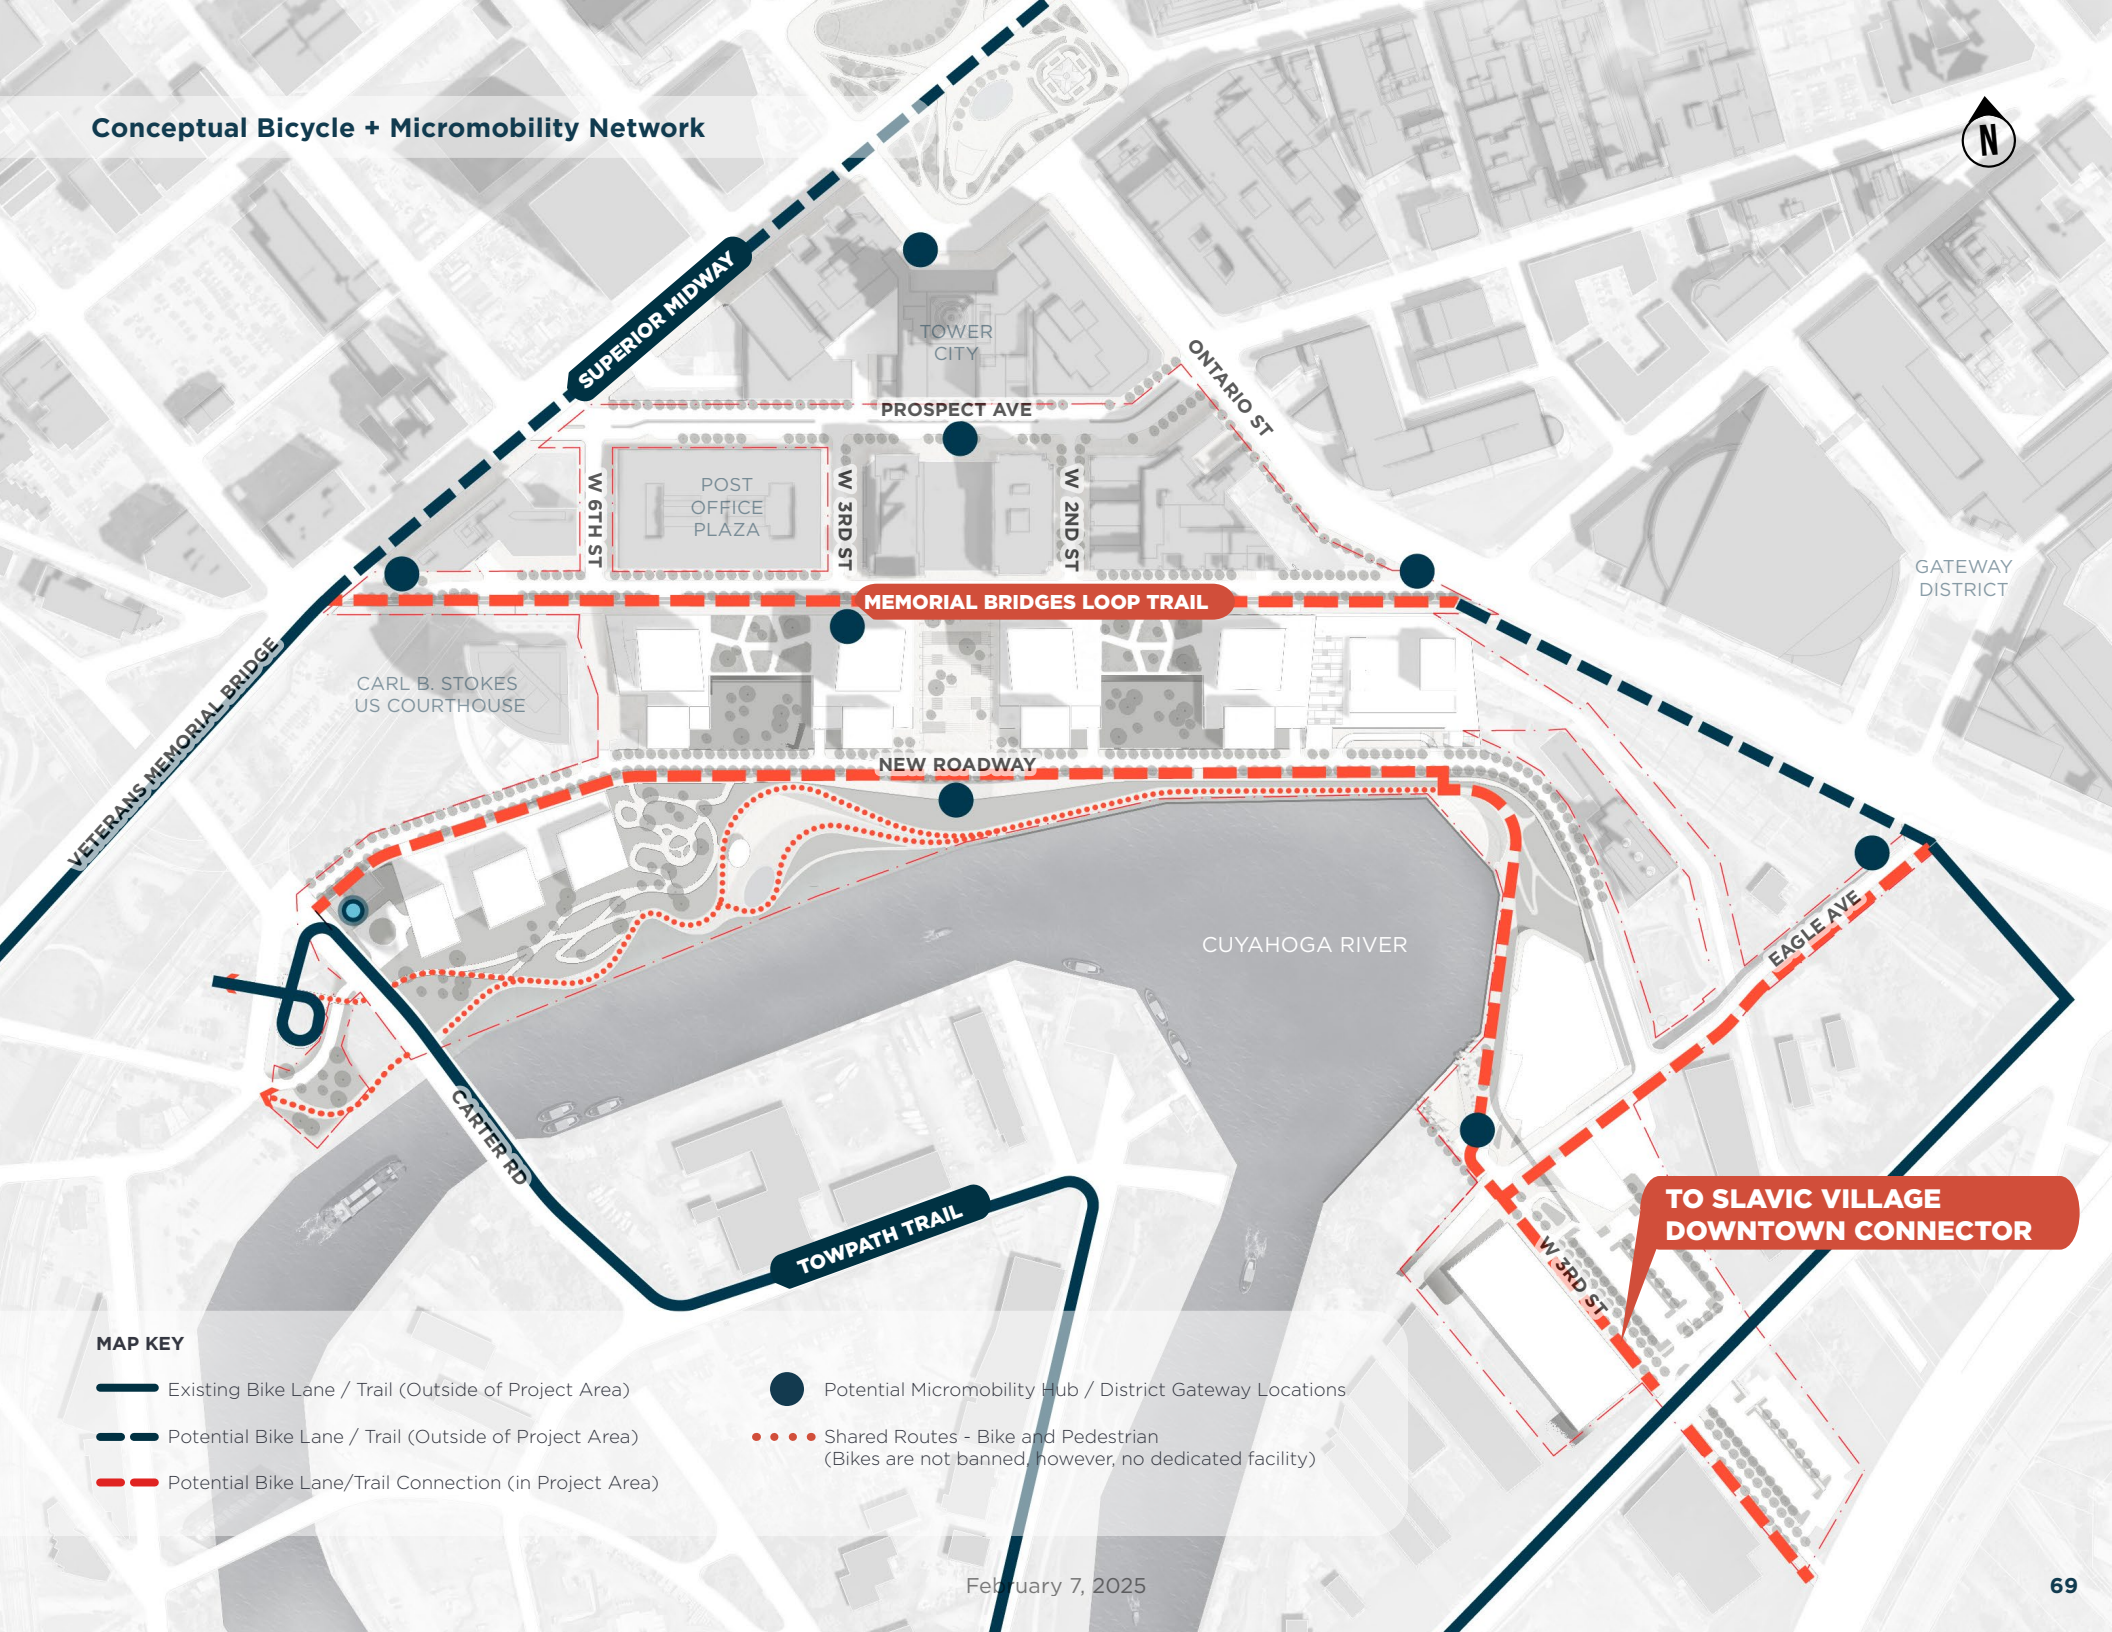 Conceptual Bicycle + Micromobility Network
N
SUPERIOR MIDWAY
TOWER
CITY
ONTARIO ST
PROSPECT AVE
W 6TH ST
POST
OFFICE
PLAZA
W 3RD ST
W 2ND ST
GATEWAY
DISTRICT
MEMORIAL BRIDGES LOOP TRAIL
VETERANS MEMORIAL BRIDGE
CARL B. STOKES
US COURTHOUSE
NEW ROADWAY
CUYAHOGA RIVER
EAGLE AVE
CARTER RD
TOWPATH TRAIL
TO SLAVIC VILLAGE
DOWNTOWN CONNECTOR
W 3RD ST
MAP KEY
Existing Bike Lane / Trail (Outside of Project Area)
Potential Bike Lane / Trail (Outside of Project Area)
Potential Bike Lane/Trail Connection (in Project Area)
Potential Micromobility Hub / District Gateway Locations
Shared Routes - Bike and Pedestrian
(Bikes are not banned, however, no dedicated facility)
February 7, 2025
69